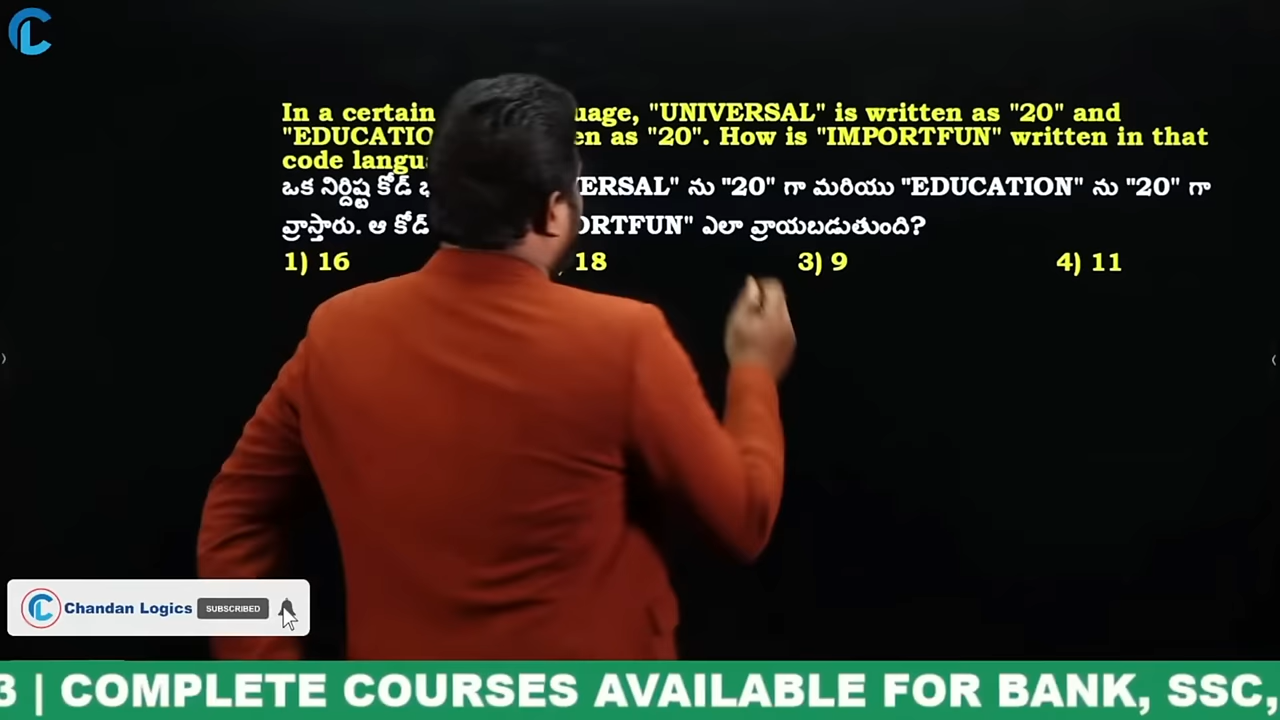 In a certain uage, "UNIVERSAL" is written as "20" and
"EDUCATIO en as "20". How is "IMPORTFUN" written in that
code langu
ఒక నిర్దిష్ట కోడ్ భ ERSAL" ను "20" గా మరియు "EDUCATION" ను "20" గా
వ్రాస్తారు. ఆ కోడ్ ORTFUN" ఎలా వ్రాయబడుతుంది?
1) 16 18 3) 9 4) 11
Chandan Logics SUBSCRIBED
3 | COMPLETE COURSES AVAILABLE FOR BANK, SSC,